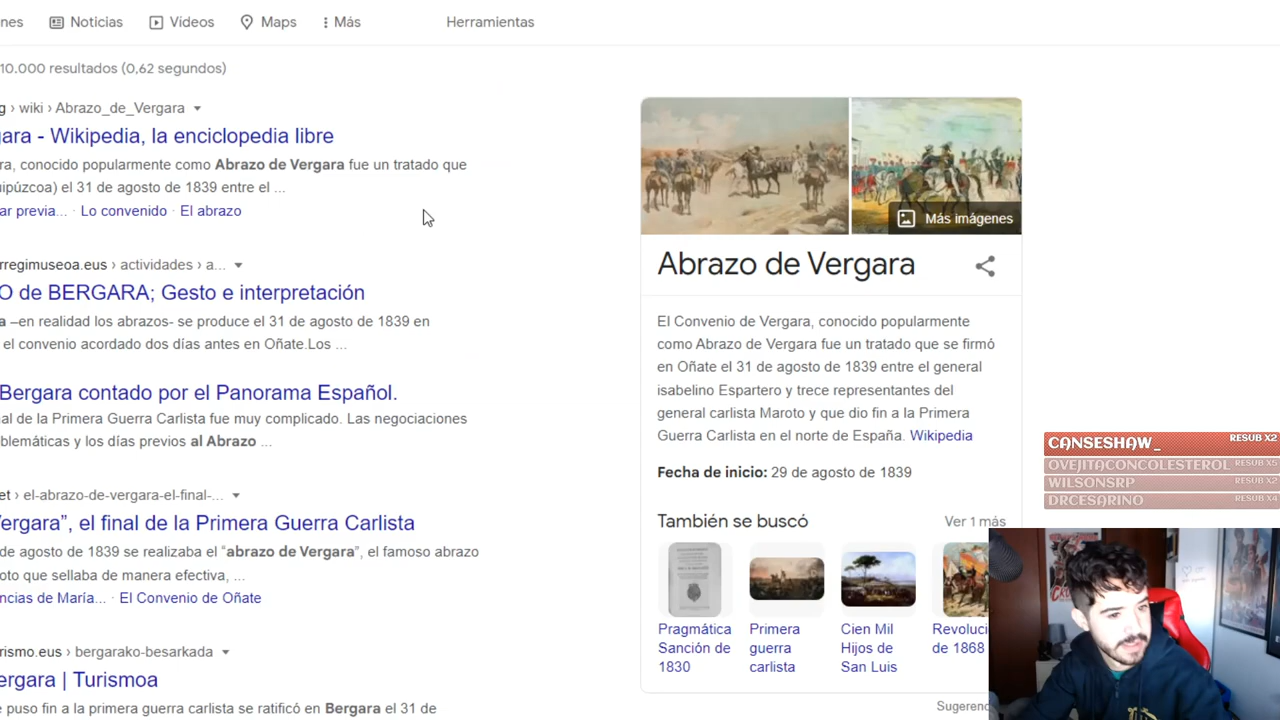 nes Noticias Vídeos Maps Más Herramientas
10.000 resultados (0,62 segundos)
g › wiki › Abrazo_de_Vergara
gara - Wikipedia, la enciclopedia libre
ra, conocido popularmente como Abrazo de Vergara fue un tratado que
uipúzcoa) el 31 de agosto de 1839 entre el ...
ar previa... · Lo convenido · El abrazo
rregimuseoa.eus › actividades › a...
O de BERGARA; Gesto e interpretación
a –en realidad los abrazos- se produce el 31 de agosto de 1839 en
el convenio acordado dos días antes en Oñate.Los ...
Bergara contado por el Panorama Español.
nal de la Primera Guerra Carlista fue muy complicado. Las negociaciones
blemáticas y los días previos al Abrazo ...
et › el-abrazo-de-vergara-el-final-...
Vergara”, el final de la Primera Guerra Carlista
de agosto de 1839 se realizaba el “abrazo de Vergara”, el famoso abrazo
oto que sellaba de manera efectiva, ...
ncias de María... · El Convenio de Oñate
rismo.eus › bergarako-besarkada
ergara | Turismoa
e puso fin a la primera guerra carlista se ratificó en Bergara el 31 de
Más imágenes
Abrazo de Vergara
El Convenio de Vergara, conocido popularmente
como Abrazo de Vergara fue un tratado que se firmó
en Oñate el 31 de agosto de 1839 entre el general
isabelino Espartero y trece representantes del
general carlista Maroto y que dio fin a la Primera
Guerra Carlista en el norte de España. Wikipedia
Fecha de inicio: 29 de agosto de 1839
También se buscó Ver 1 más
Pragmática Sanción de 1830
Primera guerra carlista
Cien Mil Hijos de San Luis
Revoluci de 1868
Sugerenc
CANSESHAW_ RESUB X2
OVEJITACONCOLESTEROL RESUB X5
WILSONSRP RESUB X2
DRCESARINO RESUB X4